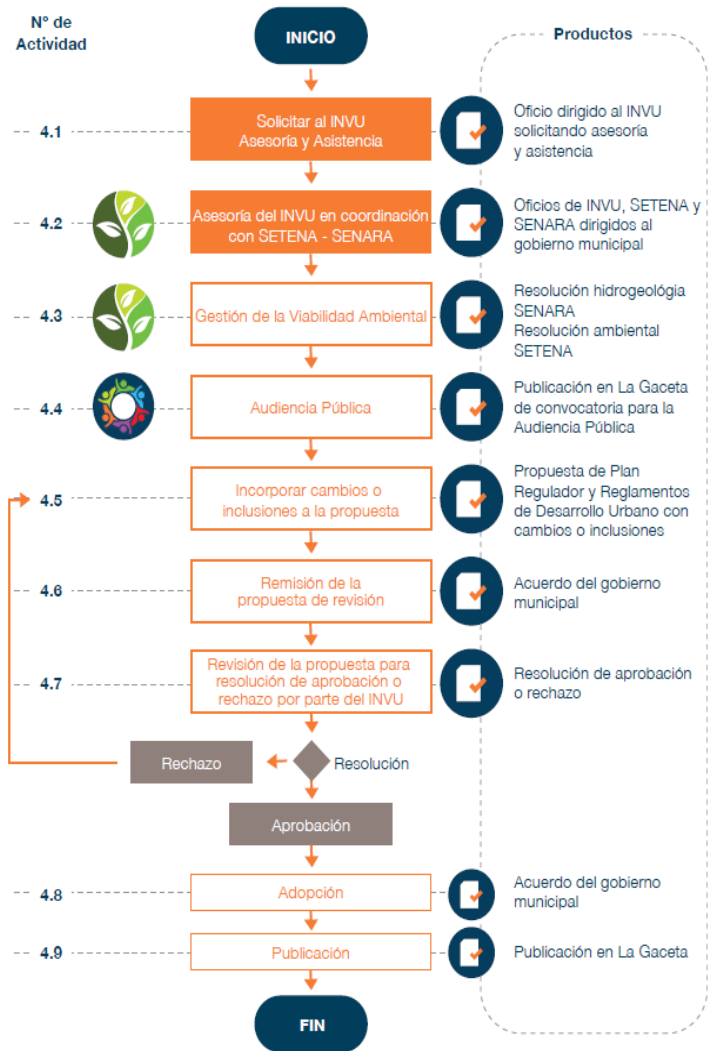 N° de
Actividad
INICIO
Productos
4.1
Solicitar al INVU
Asesoría y Asistencia
Oficio dirigido al INVU
solicitando asesoría
y asistencia
4.2
Asesoría del INVU en coordinación
con SETENA - SENARA
Oficios de INVU, SETENA y
SENARA dirigidos al
gobierno municipal
4.3
Gestión de la Viabilidad Ambiental
Resolución hidrogeológia
SENARA
Resolución ambiental
SETENA
4.4
Audiencia Pública
Publicación en La Gaceta
de convocatoria para la
Audiencia Pública
4.5
Incorporar cambios o
inclusiones a la propuesta
Propuesta de Plan
Regulador y Reglamentos
de Desarrollo Urbano con
cambios o inclusiones
4.6
Remisión de la
propuesta de revisión
Acuerdo del gobierno
municipal
4.7
Revisión de la propuesta para
resolución de aprobación o
rechazo por parte del INVU
Resolución de aprobación
o rechazo
Rechazo
Resolución
Aprobación
4.8
Adopción
Acuerdo del gobierno
municipal
4.9
Publicación
Publicación en La Gaceta
FIN